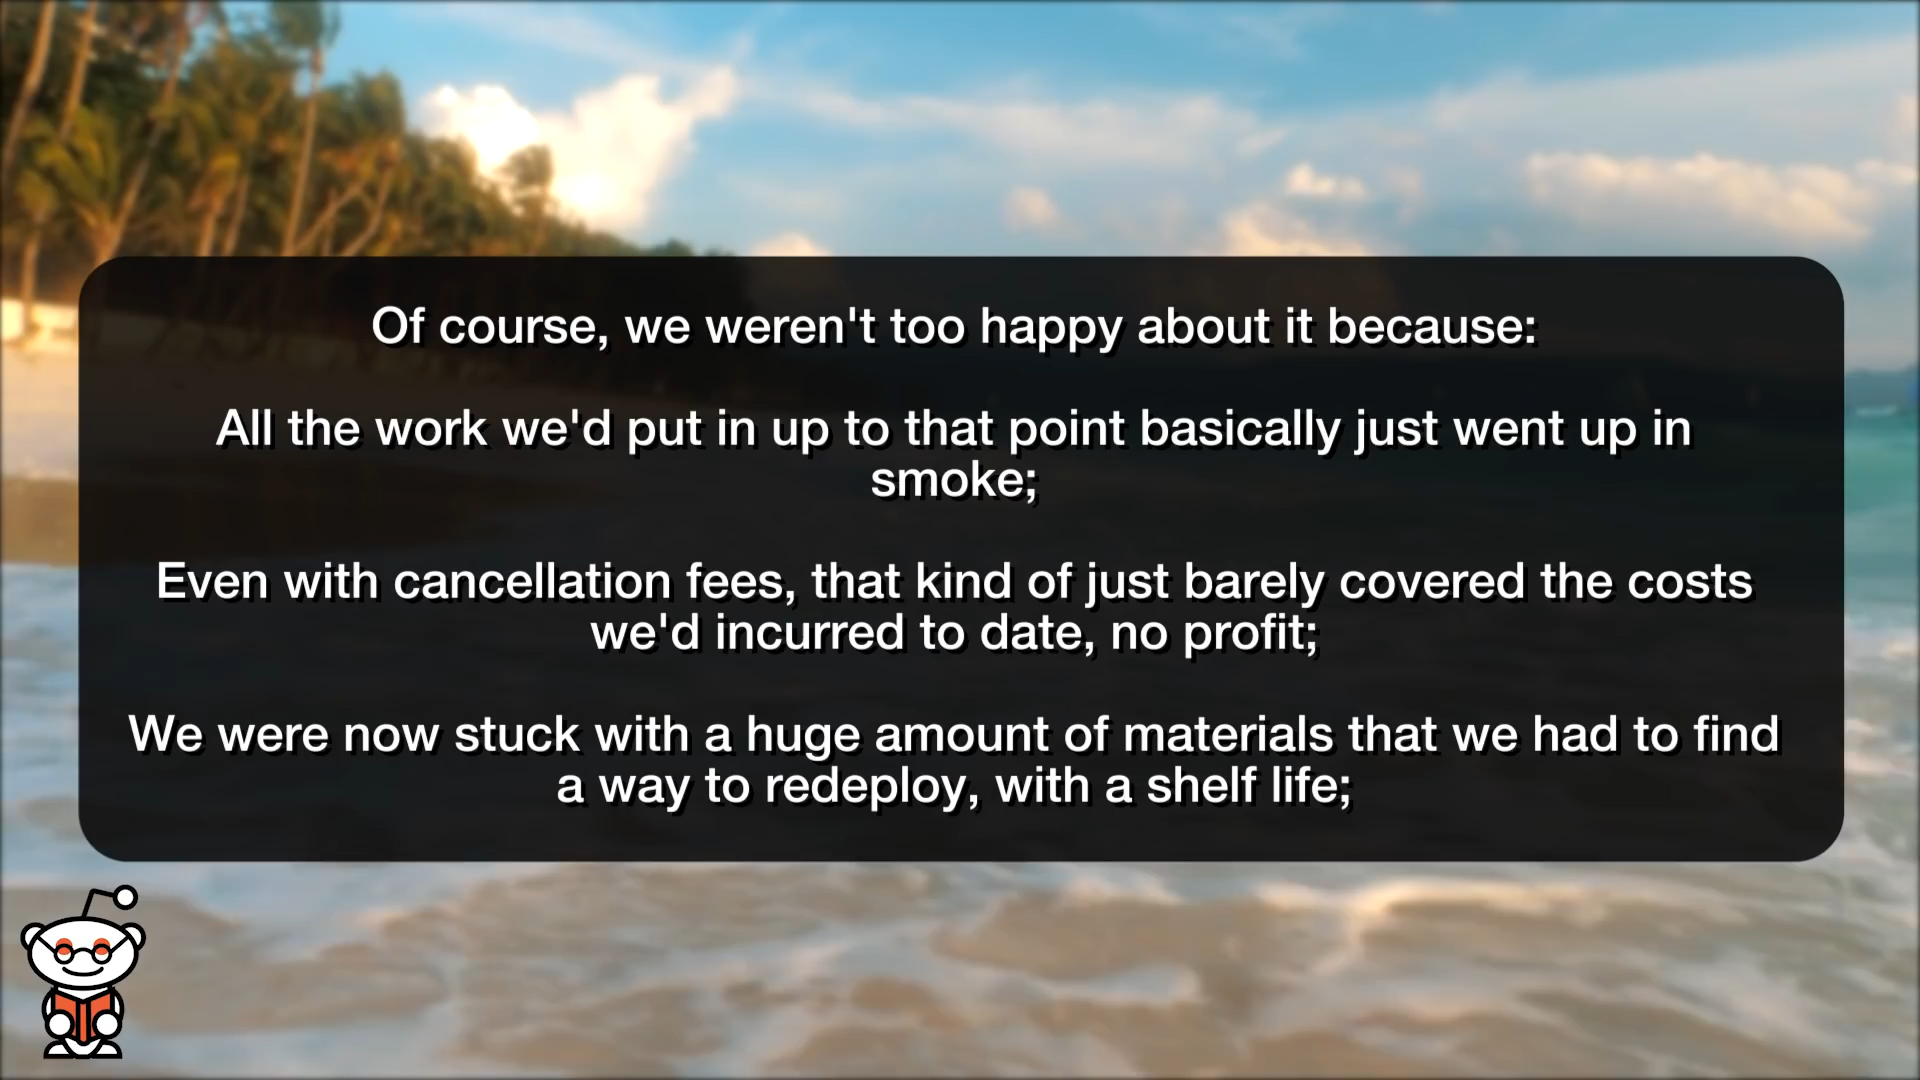 Of course, we weren't too happy about it because:
All the work we'd put in up to that point basically just went up in
smoke;
Even with cancellation fees, that kind of just barely covered the costs
we'd incurred to date, no profit;
We were now stuck with a huge amount of materials that we had to find
a way to redeploy, with a shelf life;